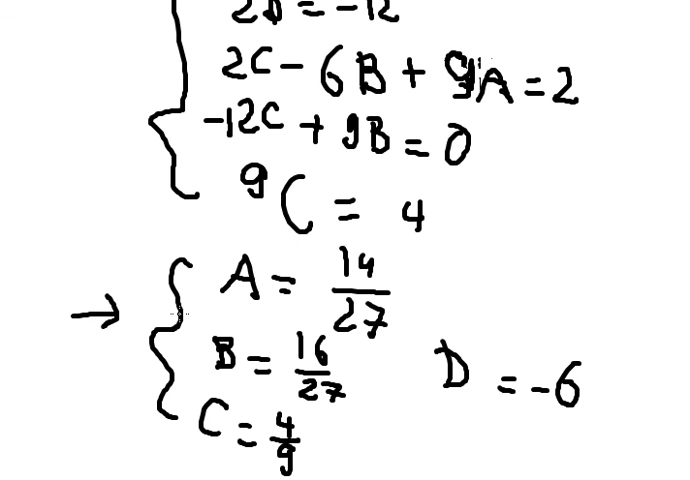 2D = -12
2C - 6B + 9A = 2
-12C + 9B = 0
9C = 4
→ { A = 14/27
B = 16/27 D = -6
C = 4/9